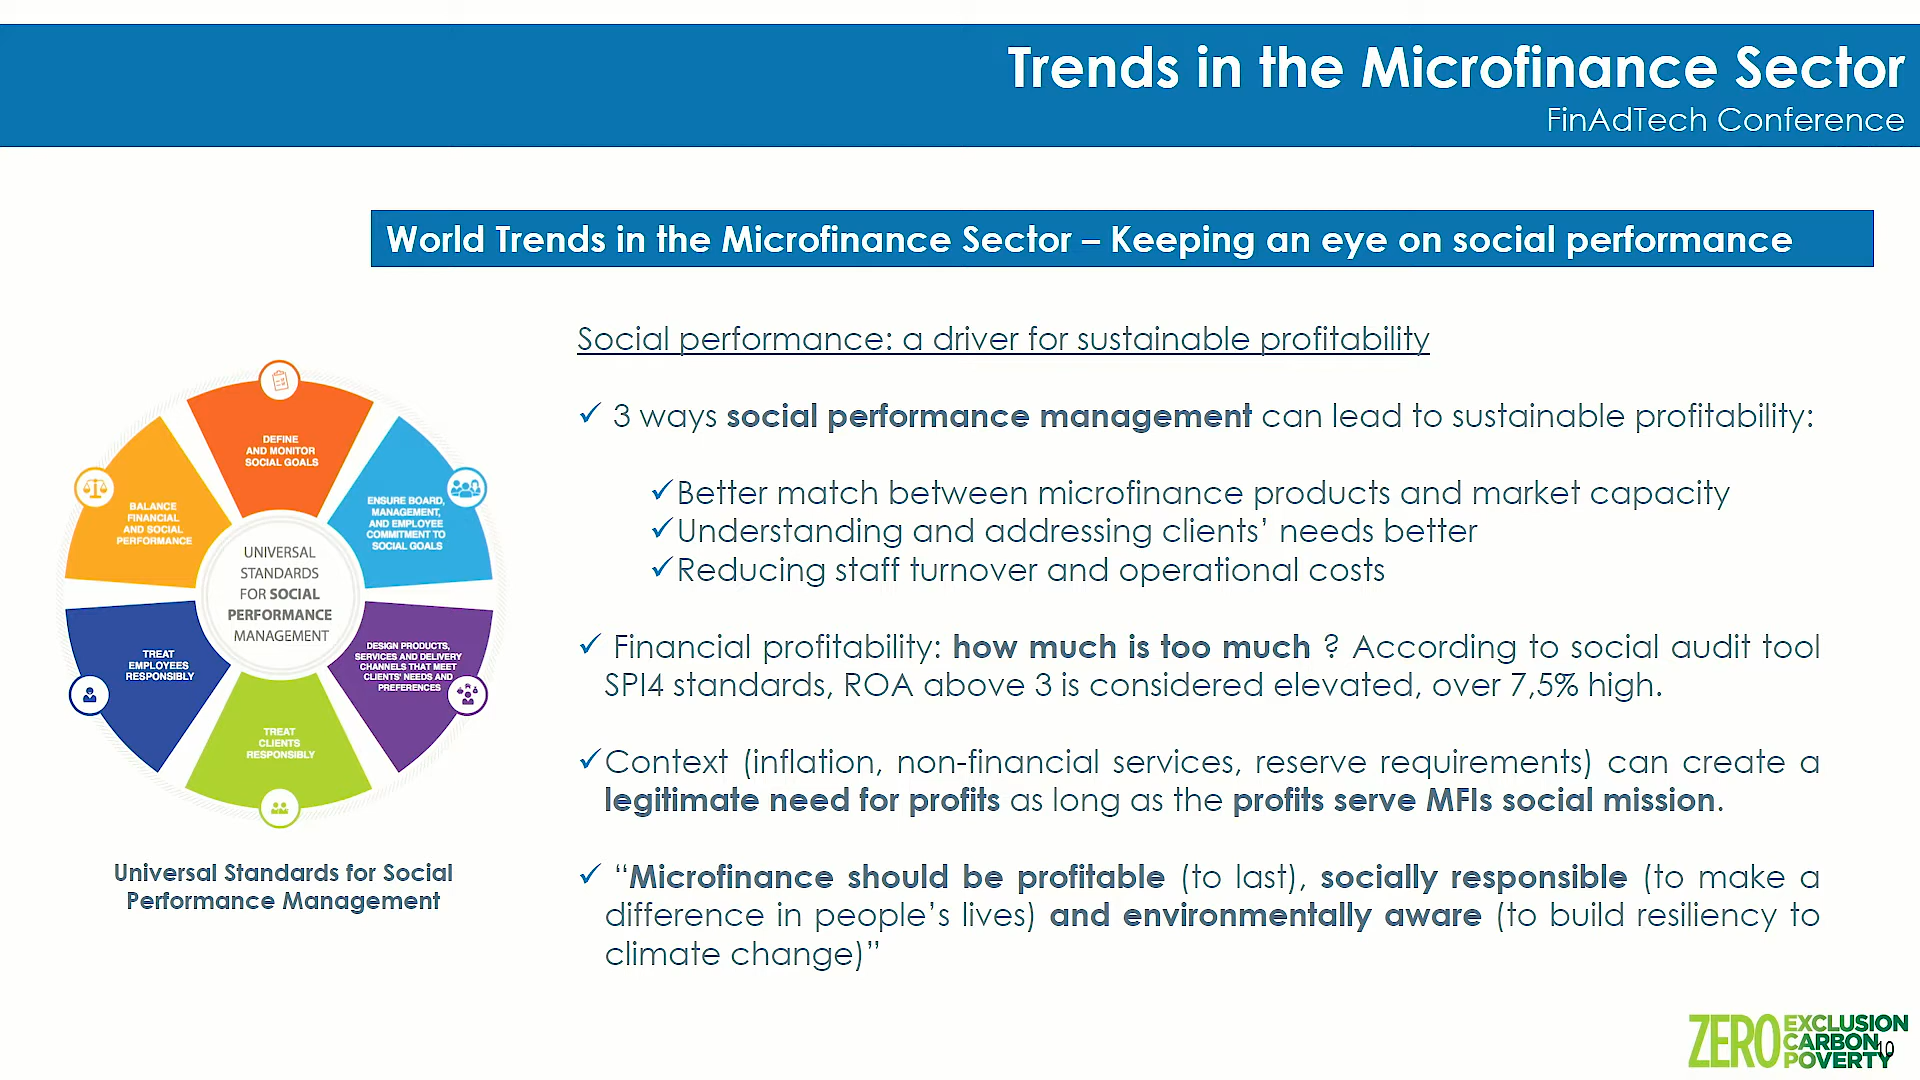 Trends in the Microfinance Sector
FinAdTech Conference
World Trends in the Microfinance Sector – Keeping an eye on social performance
Social performance: a driver for sustainable profitability
✓ 3 ways social performance management can lead to sustainable profitability:
✓Better match between microfinance products and market capacity
✓Understanding and addressing clients’ needs better
✓Reducing staff turnover and operational costs
✓ Financial profitability: how much is too much ? According to social audit tool
SPI4 standards, ROA above 3 is considered elevated, over 7,5% high.
✓Context (inflation, non-financial services, reserve requirements) can create a
legitimate need for profits as long as the profits serve MFIs social mission.
✓ “Microfinance should be profitable (to last), socially responsible (to make a
difference in people’s lives) and environmentally aware (to build resiliency to
climate change)”
DEFINE
AND MONITOR
SOCIAL GOALS
ENSURE BOARD,
MANAGEMENT,
AND EMPLOYEE
COMMITMENT TO
SOCIAL GOALS
DESIGN PRODUCTS,
SERVICES AND DELIVERY
CHANNELS THAT MEET
CLIENTS' NEEDS AND
PREFERENCES
TREAT
CLIENTS
RESPONSIBLY
TREAT
EMPLOYEES
RESPONSIBLY
BALANCE
FINANCIAL
AND SOCIAL
PERFORMANCE
UNIVERSAL
STANDARDS
FOR SOCIAL
PERFORMANCE
MANAGEMENT
Universal Standards for Social
Performance Management
ZERO EXCLUSION
CARBON
POVERTY
10